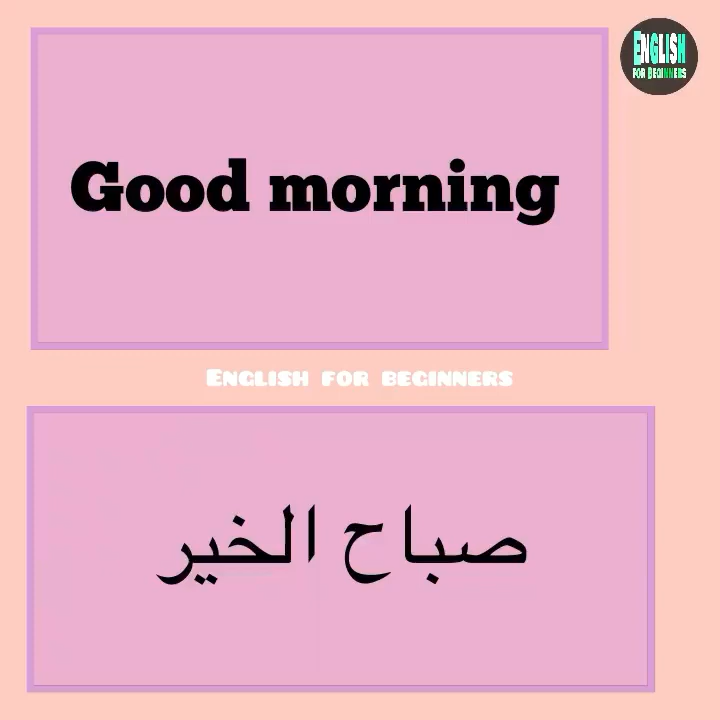 ENGLISH
FOR BEGINNERS
Good morning
ENGLISH FOR BEGINNERS
صباح الخير